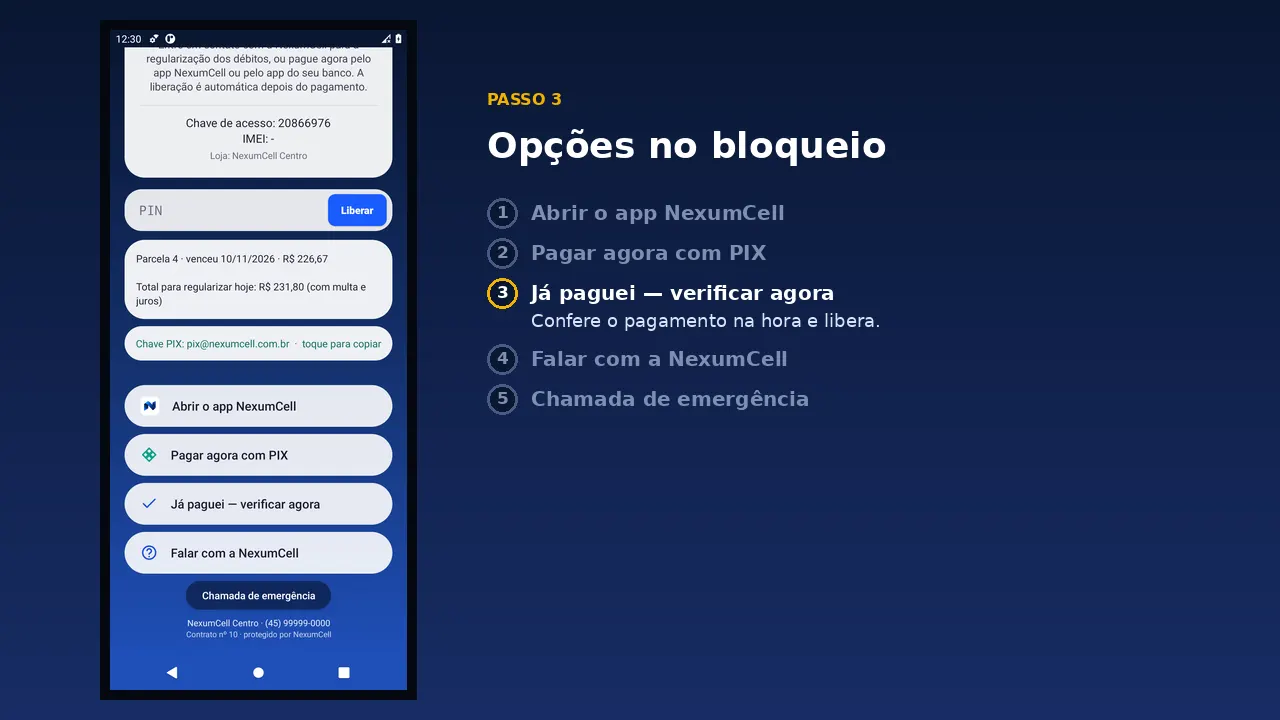 12:30
Entre em contato com a NexumCell para a
regularização dos débitos, ou pague agora pelo
app NexumCell ou pelo app do seu banco. A
liberação é automática depois do pagamento.
Chave de acesso: 20866976
IMEI: -
Loja: NexumCell Centro
PIN
Liberar
Parcela 4 · venceu 10/11/2026 · R$ 226,67
Total para regularizar hoje: R$ 231,80 (com multa e
juros)
Chave PIX: pix@nexumcell.com.br · toque para copiar
Abrir o app NexumCell
Pagar agora com PIX
Já paguei — verificar agora
Falar com a NexumCell
Chamada de emergência
NexumCell Centro · (45) 99999-0000
Contrato nº 10 · protegido por NexumCell
PASSO 3
Opções no bloqueio
1 Abrir o app NexumCell
2 Pagar agora com PIX
3 Já paguei — verificar agora
Confere o pagamento na hora e libera.
4 Falar com a NexumCell
5 Chamada de emergência